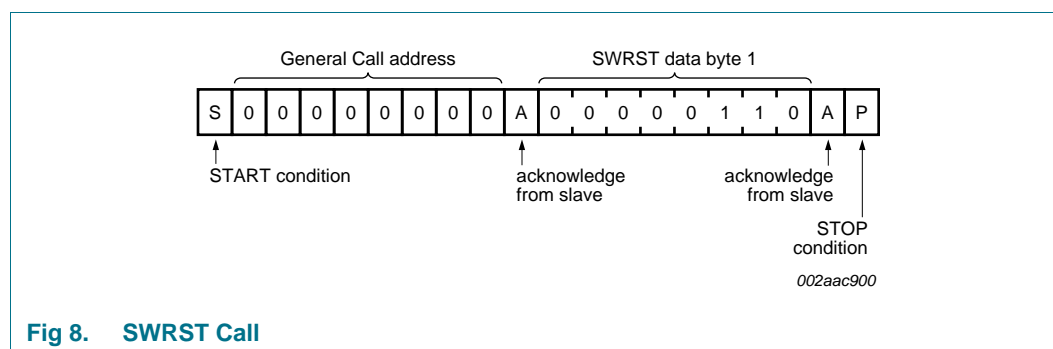 General Call address SWRST data byte 1
S 0 0 0 0 0 0 0 0 A 0 0 0 0 0 1 1 0 A P
START condition acknowledge acknowledge
from slave from slave
STOP
condition
002aac900
Fig 8. SWRST Call